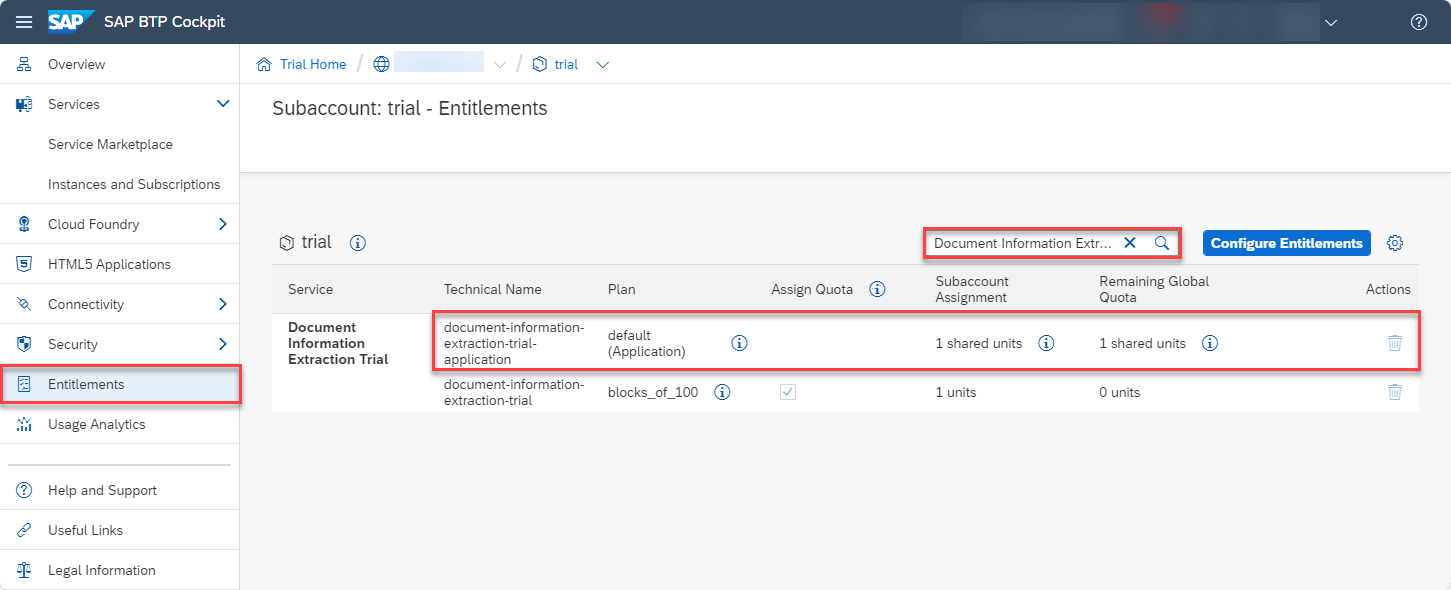 SAP SAP BTP Cockpit
Overview
Services
Service Marketplace
Instances and Subscriptions
Cloud Foundry
HTML5 Applications
Connectivity
Security
Entitlements
Usage Analytics
Help and Support
Useful Links
Legal Information
Trial Home / / trial
Subaccount: trial - Entitlements
trial
Document Information Extr...
Configure Entitlements
Service
Technical Name
Plan
Assign Quota
Subaccount
Assignment
Remaining Global
Quota
Actions
Document
Information
Extraction Trial
document-information-
extraction-trial-
application
default
(Application)
1 shared units
1 shared units
document-information-
extraction-trial
blocks_of_100
1 units
0 units